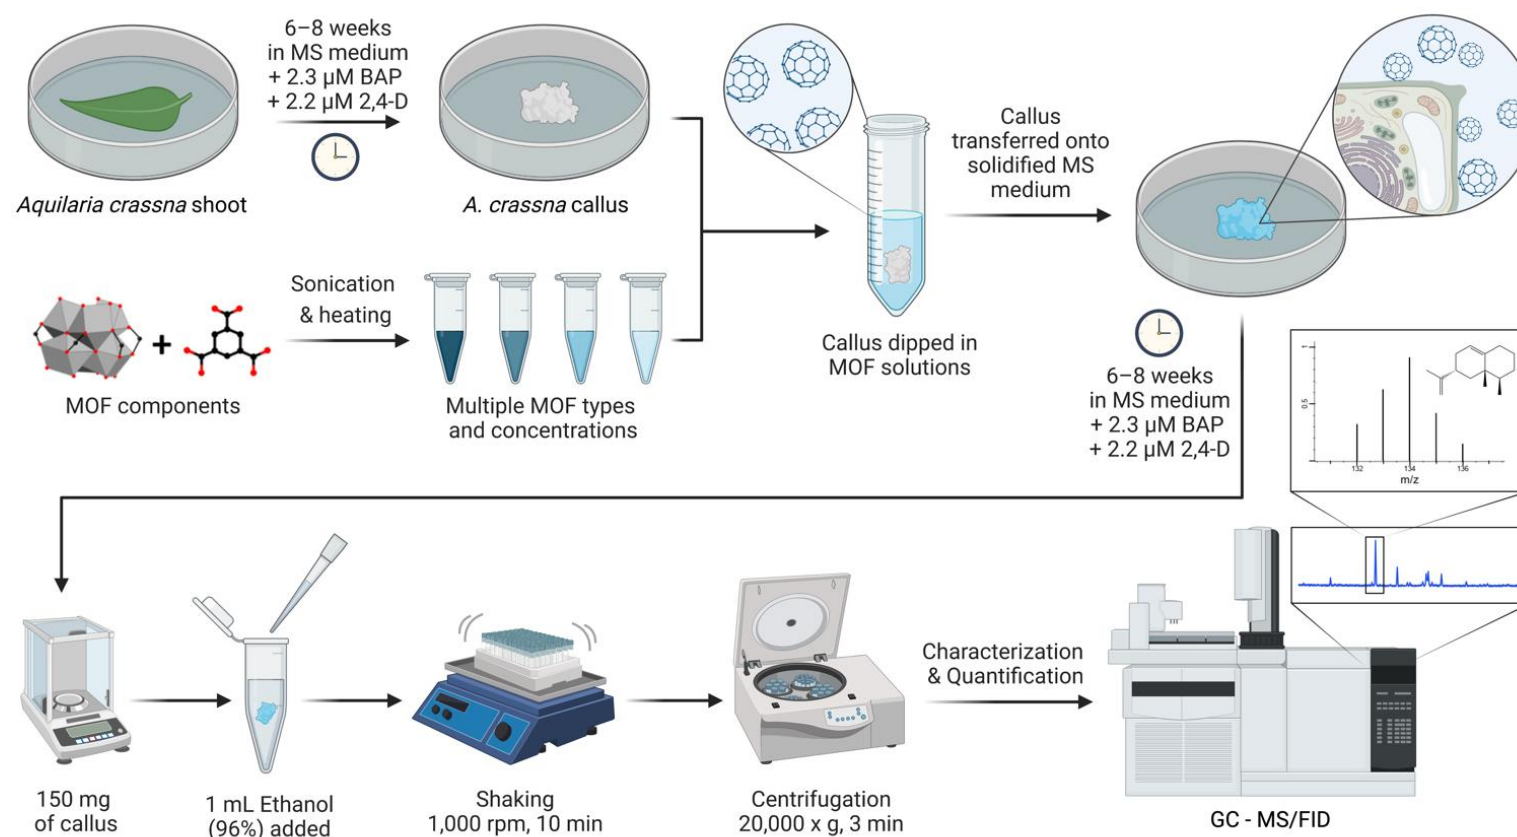 6–8 weeks
in MS medium
+ 2.3 µM BAP
+ 2.2 µM 2,4-D
Aquilaria crassna shoot
A. crassna callus
Callus
transferred onto
solidified MS
medium
Sonication
& heating
+
MOF components
Multiple MOF types
and concentrations
Callus dipped in
MOF solutions
6–8 weeks
in MS medium
+ 2.3 µM BAP
+ 2.2 µM 2,4-D
1
0.5
132
134
136
m/z
150 mg
of callus
1 mL Ethanol
(96%) added
Shaking
1,000 rpm, 10 min
Centrifugation
20,000 x g, 3 min
Characterization
& Quantification
GC - MS/FID